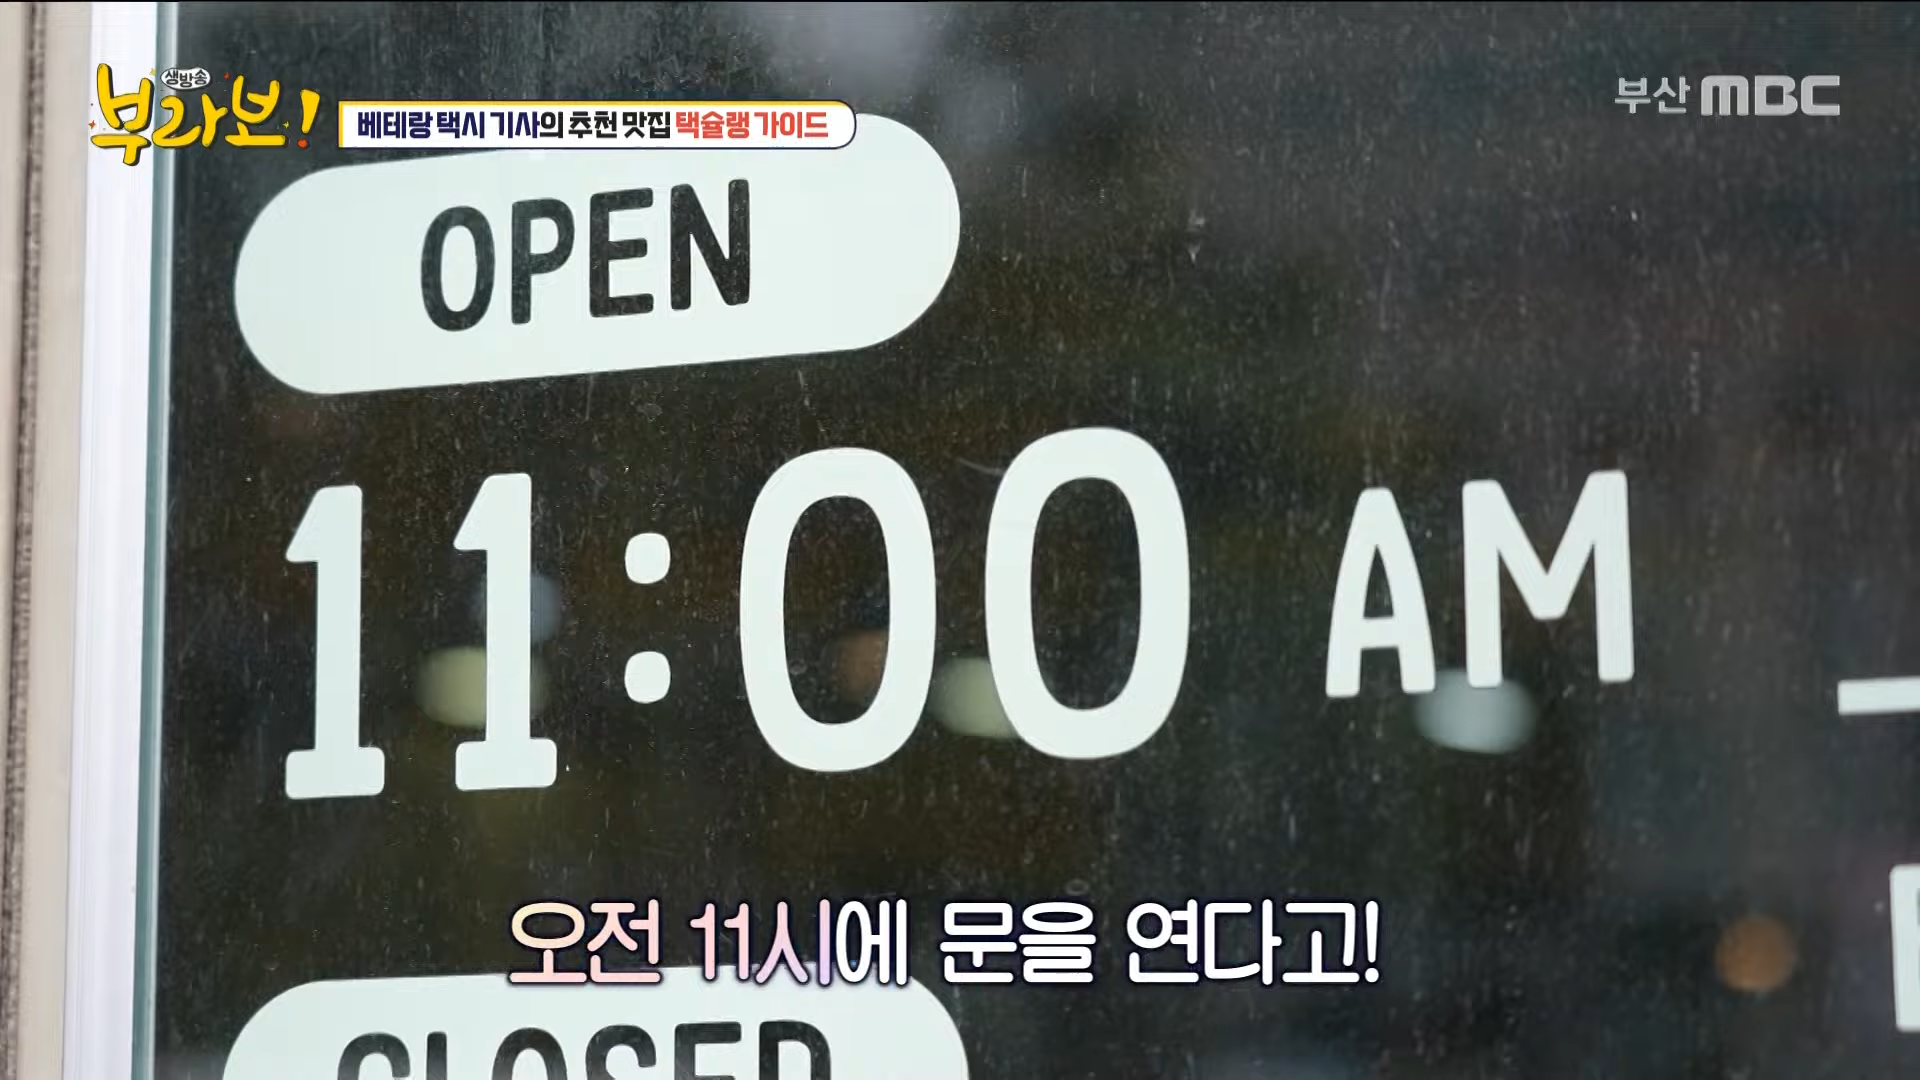 생방송
부라보!
베테랑 택시 기사의 추천 맛집 택슐랭 가이드
부산 MBC
OPEN
11:00 AM
오전 11시에 문을 연다고!
CLOSED